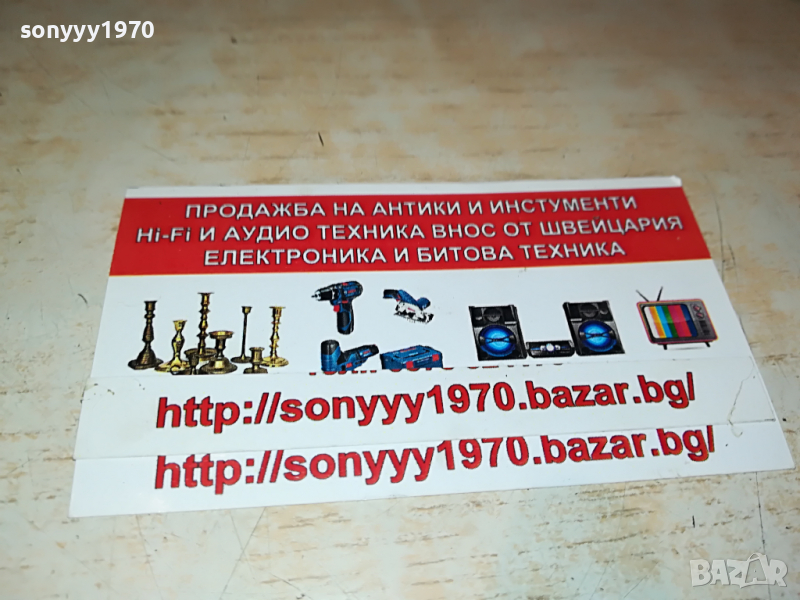 sonyyy1970
ПРОДАЖБА НА АНТИКИ И ИНСТУМЕНТИ
Hi-Fi И АУДИО ТЕХНИКА ВНОС ОТ ШВЕЙЦАРИЯ
ЕЛЕКТРОНИКА И БИТОВА ТЕХНИКА
http://sonyyy1970.bazar.bg/
http://sonyyy1970.bazar.bg/
BAZAR